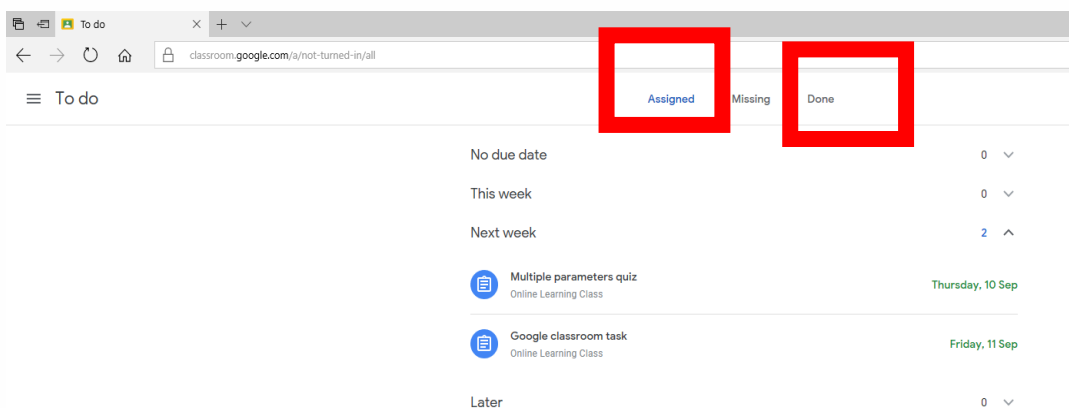 To do
classroom.google.com/a/not-turned-in/all
To do Assigned Missing Done
No due date 0
This week 0
Next week 2
Multiple parameters quiz
Online Learning Class
Thursday, 10 Sep
Google classroom task
Online Learning Class
Friday, 11 Sep
Later 0